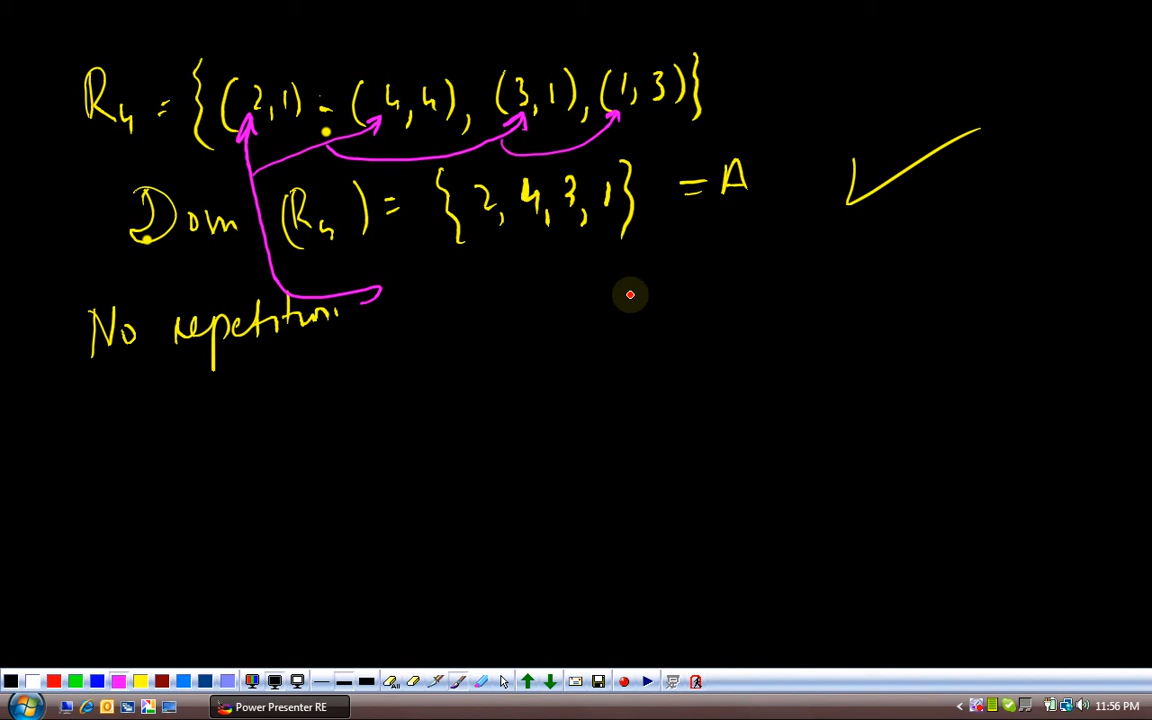 R₄ = {(2,1) - (4,4), (3,1), (1,3)}
Dom (R₄) = {2, 4, 3, 1} = A
No repetition.
Power Presenter RE
11:56 PM